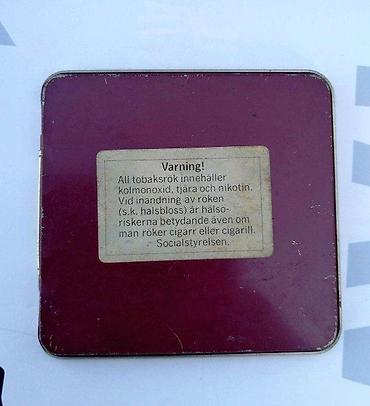 Varning!
All tobaksrök innehåller
kolmonoxid, tjära och nikotin.
Vid inandning av röken
(s.k. halsbloss) är hälso-
riskerna betydande även om
man röker cigarr eller cigarill.
Socialstyrelsen.